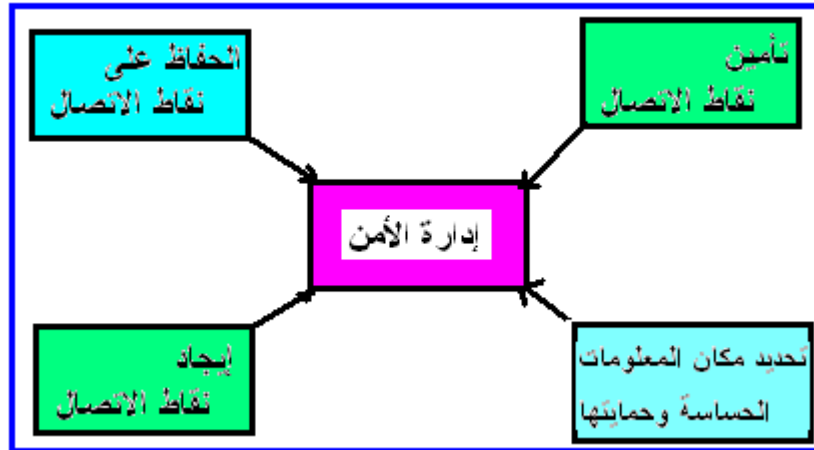 تأمين
نقاط الاتصال
الحفاظ على
نقاط الاتصال
إدارة الأمن
تحديد مكان المعلومات
الحساسة وحمايتها
إيجاد
نقاط الاتصال